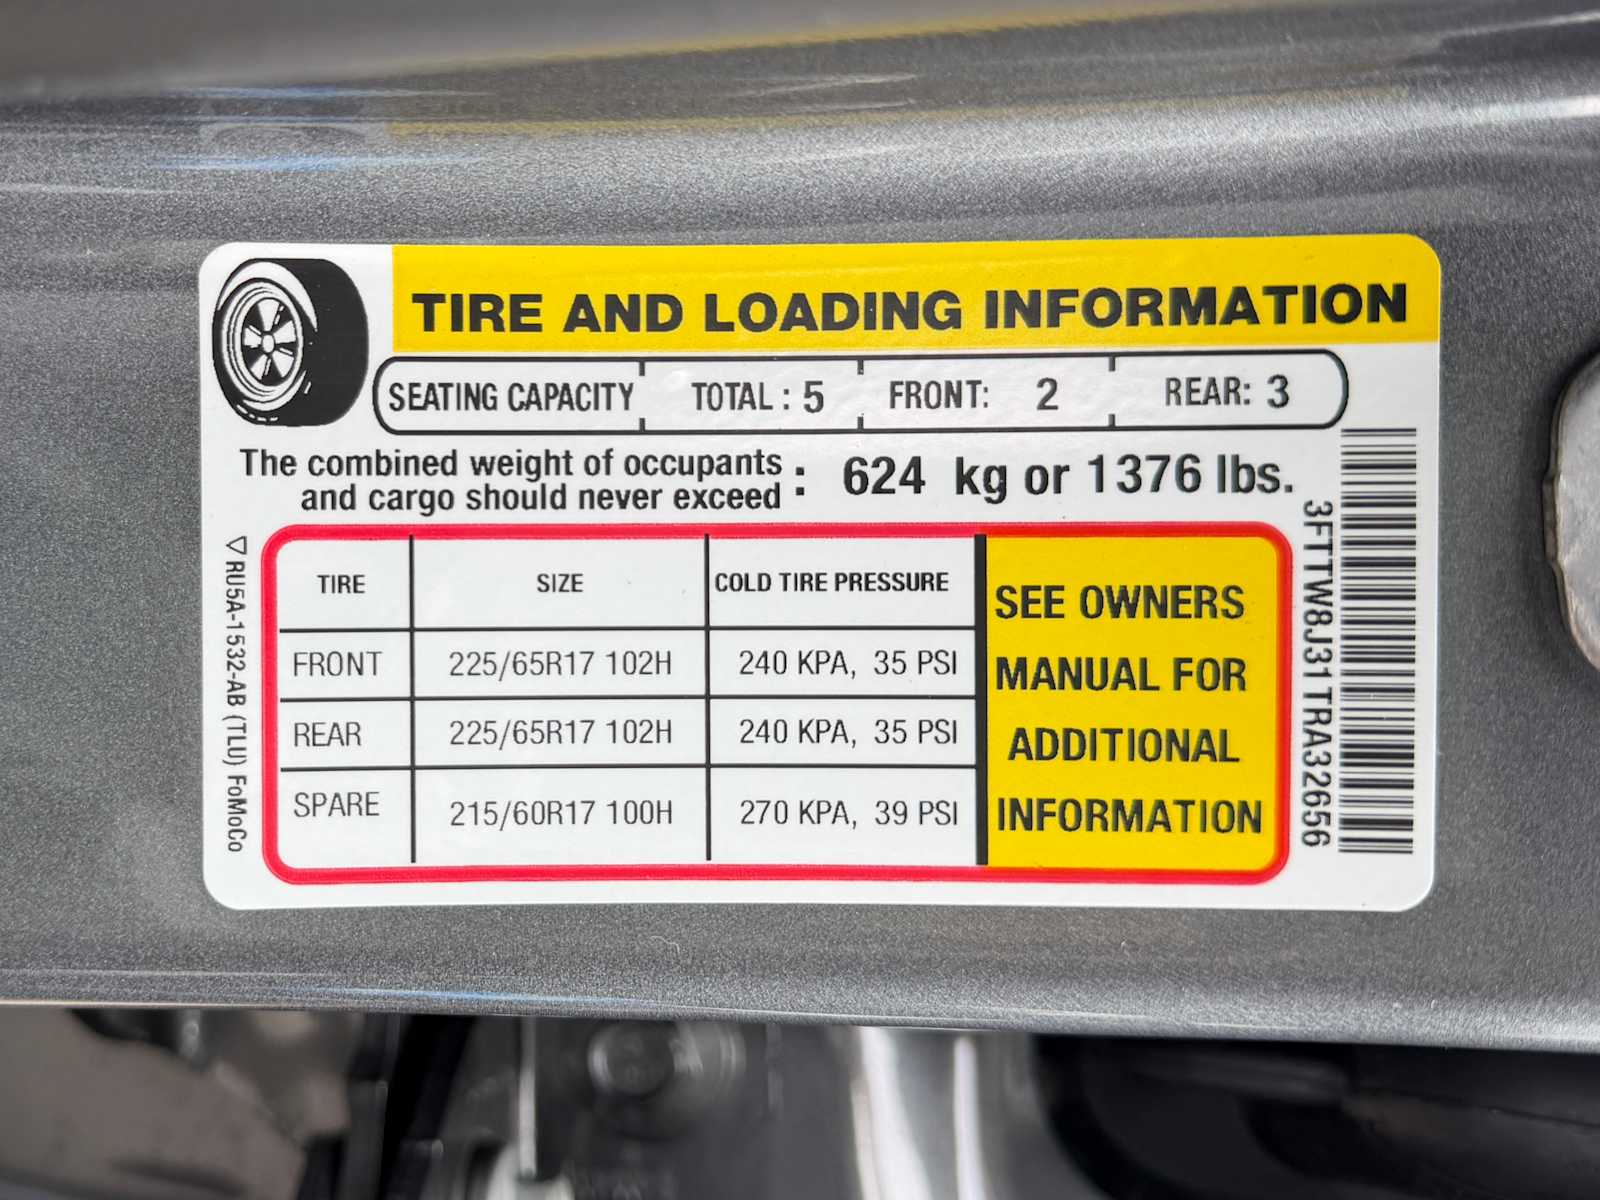 TIRE AND LOADING INFORMATION
SEATING CAPACITY TOTAL : 5 FRONT: 2 REAR: 3
The combined weight of occupants
and cargo should never exceed : 624 kg or 1376 lbs.
TIRE SIZE COLD TIRE PRESSURE
FRONT 225/65R17 102H 240 KPA, 35 PSI
REAR 225/65R17 102H 240 KPA, 35 PSI
SPARE 215/60R17 100H 270 KPA, 39 PSI
SEE OWNERS
MANUAL FOR
ADDITIONAL
INFORMATION
3FTTW8J31TRA32656
▽RU5A-1532-AB (TLU) FoMoCo